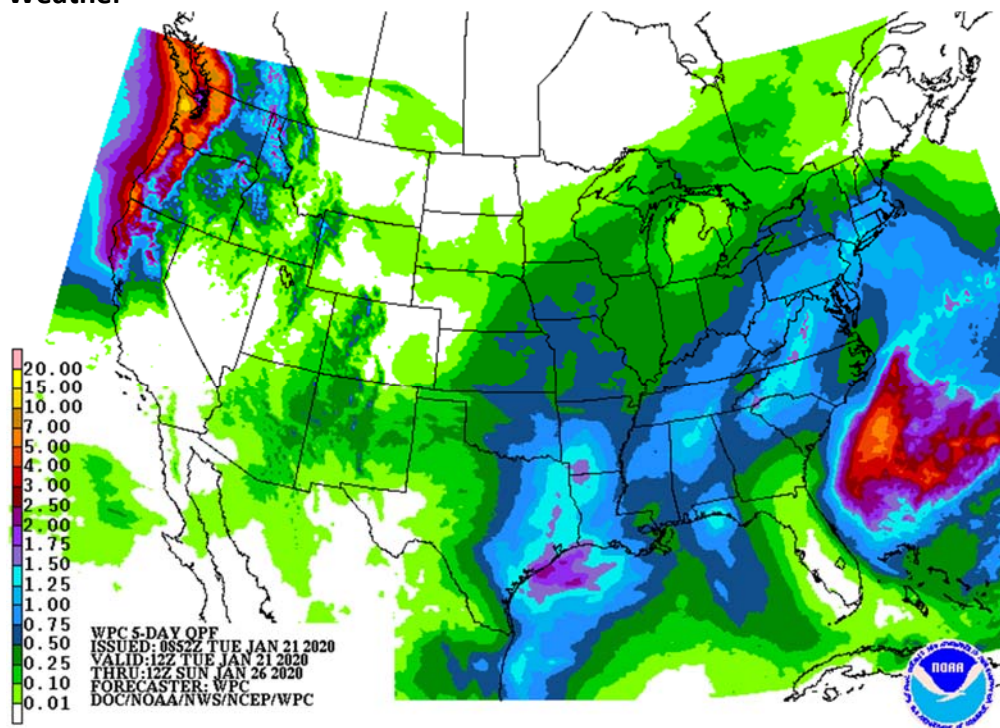 Weather
20.00
15.00
10.00
7.00
5.00
4.00
3.00
2.50
2.00
1.75
1.50
1.25
1.00
0.75
0.50
0.25
0.10
0.01
WPC 5-DAY QPF
ISSUED: 0852Z TUE JAN 21 2020
VALID:12Z TUE JAN 21 2020
THRU:12Z SUN JAN 26 2020
FORECASTER: WPC
DOC/NOAA/NWS/NCEP/WPC
NOAA